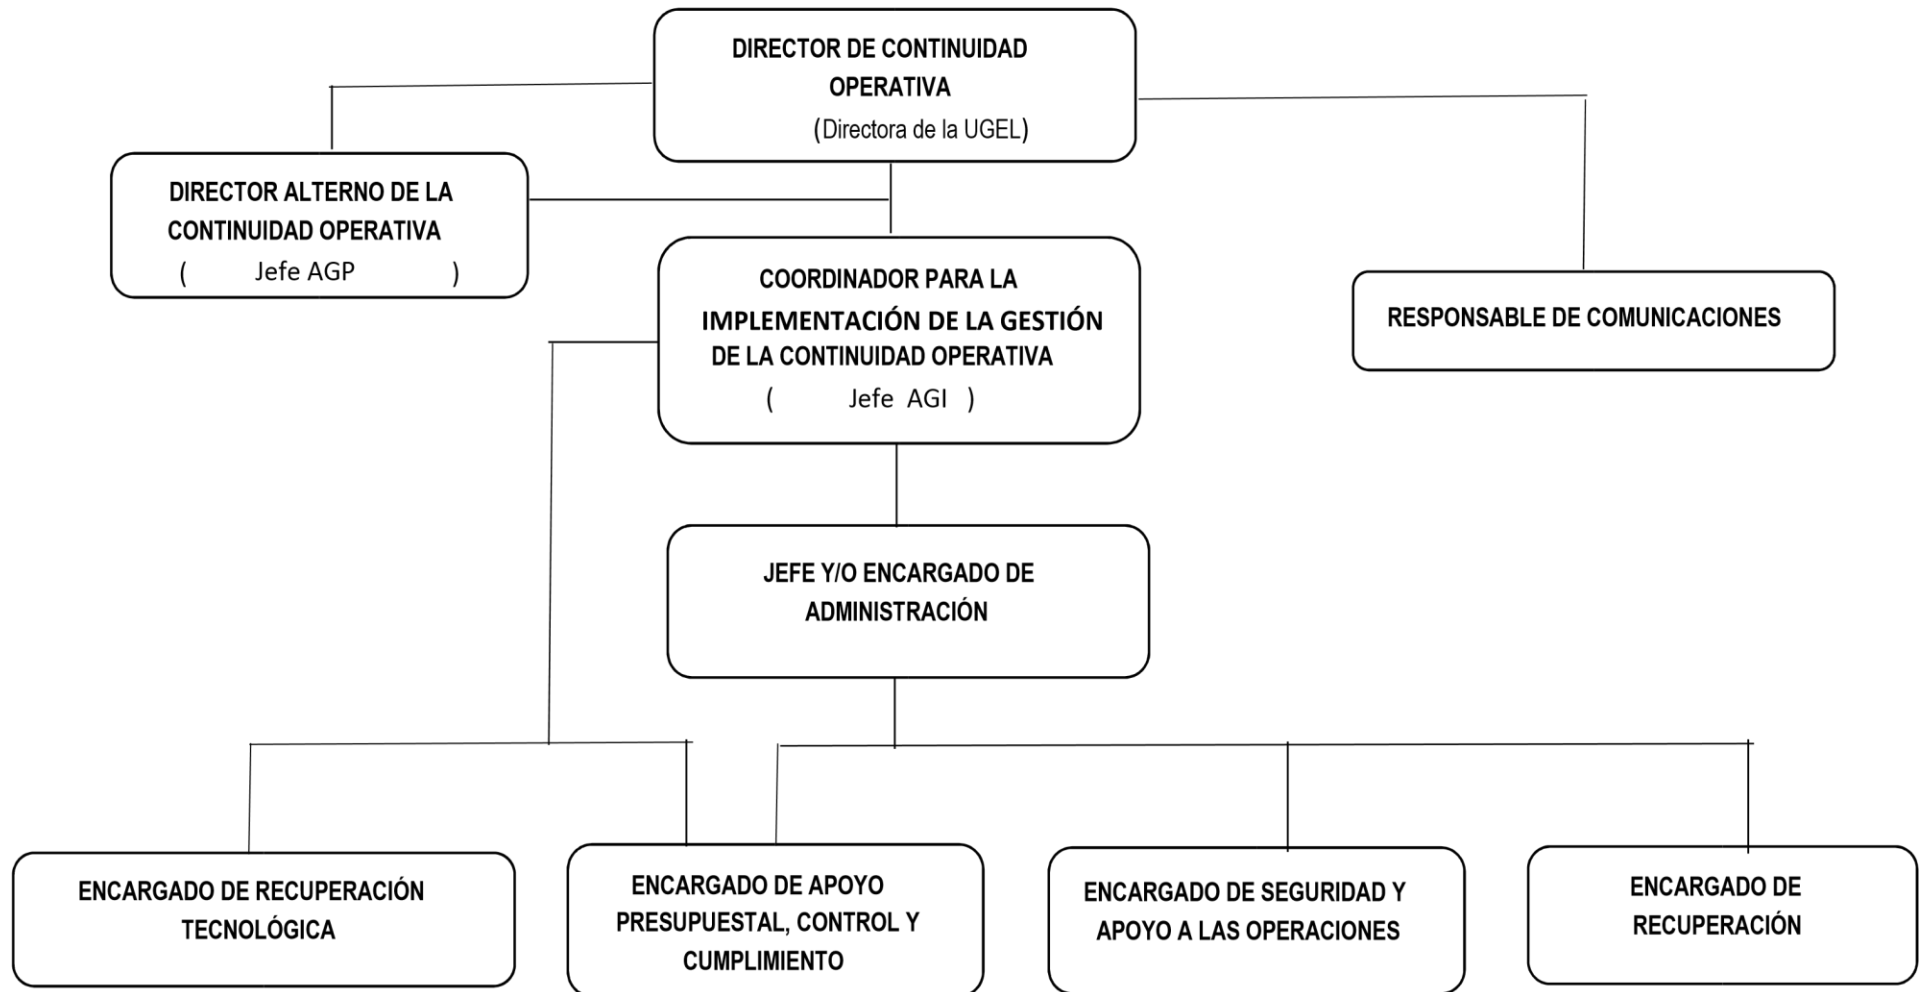 DIRECTOR DE CONTINUIDAD
OPERATIVA
(Directora de la UGEL)
DIRECTOR ALTERNO DE LA
CONTINUIDAD OPERATIVA
( Jefe AGP )
COORDINADOR PARA LA
IMPLEMENTACIÓN DE LA GESTIÓN
DE LA CONTINUIDAD OPERATIVA
( Jefe AGI )
RESPONSABLE DE COMUNICACIONES
JEFE Y/O ENCARGADO DE
ADMINISTRACIÓN
ENCARGADO DE RECUPERACIÓN
TECNOLÓGICA
ENCARGADO DE APOYO
PRESUPUESTAL, CONTROL Y
CUMPLIMIENTO
ENCARGADO DE SEGURIDAD Y
APOYO A LAS OPERACIONES
ENCARGADO DE
RECUPERACIÓN